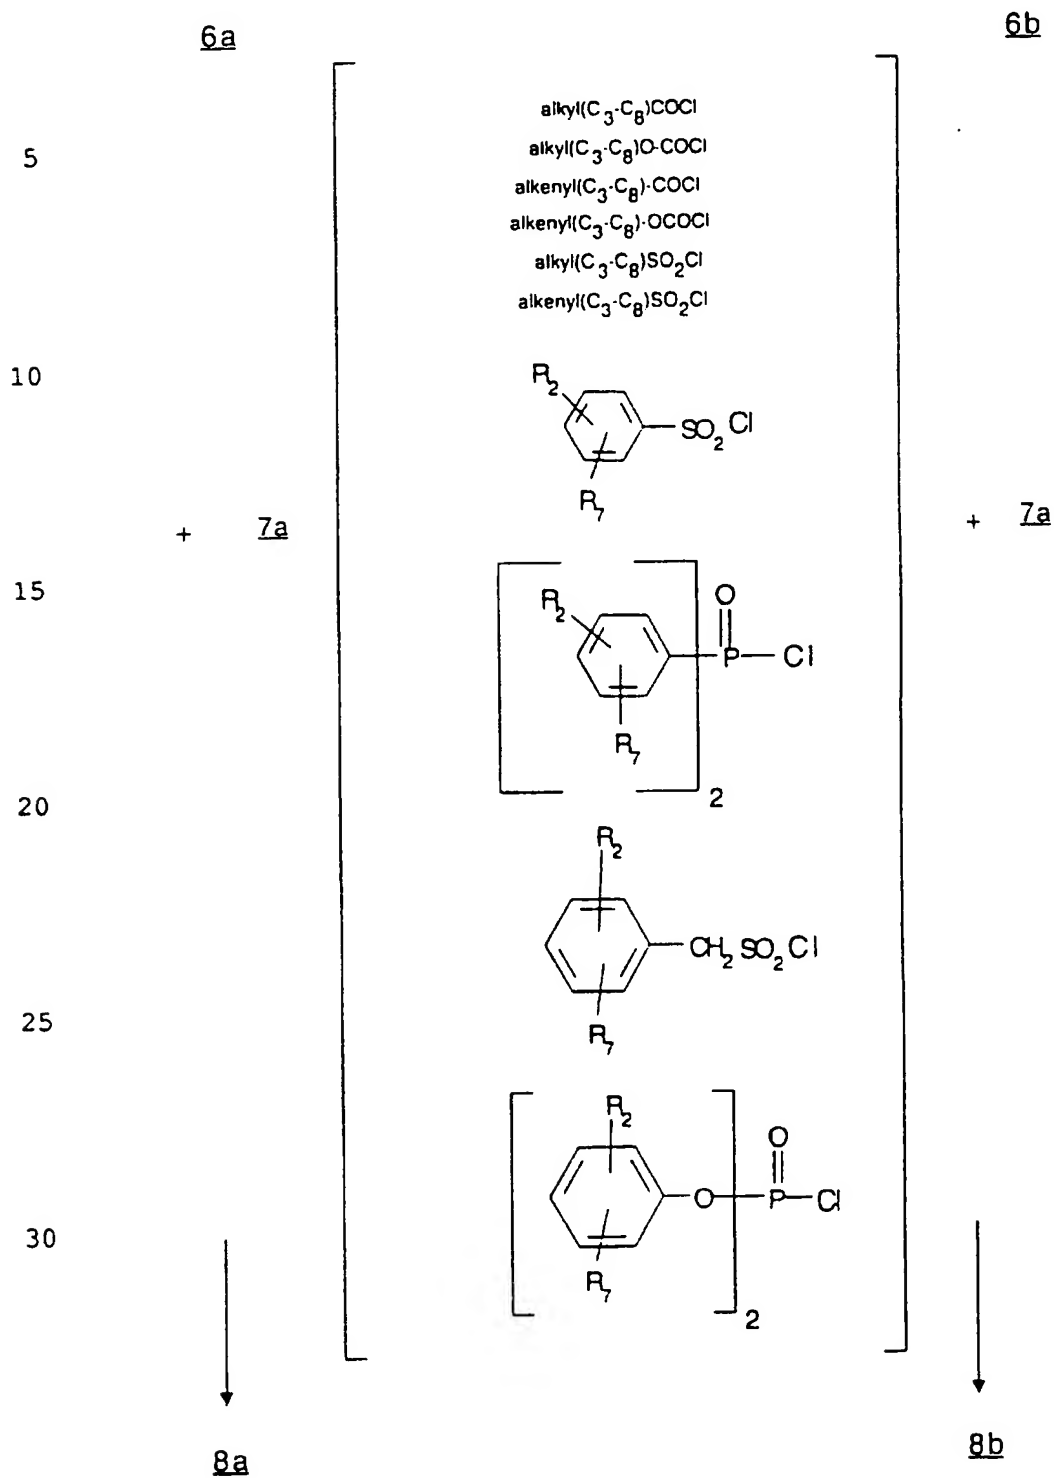 6a 6b
alkyl(C3-C8)COCl
5 alkyl(C3-C8)O-COCl
alkenyl(C3-C8)-COCl
alkenyl(C3-C8)-OCOCl
alkyl(C3-C8)SO2Cl
alkenyl(C3-C8)SO2Cl
10 R2
SO2Cl
R7
+ 7a + 7a
15 R2 O
P Cl
R7
20 2
R2
CH2SO2Cl
25 R7
R2 O
O P Cl
30 R7
2
8a 8b